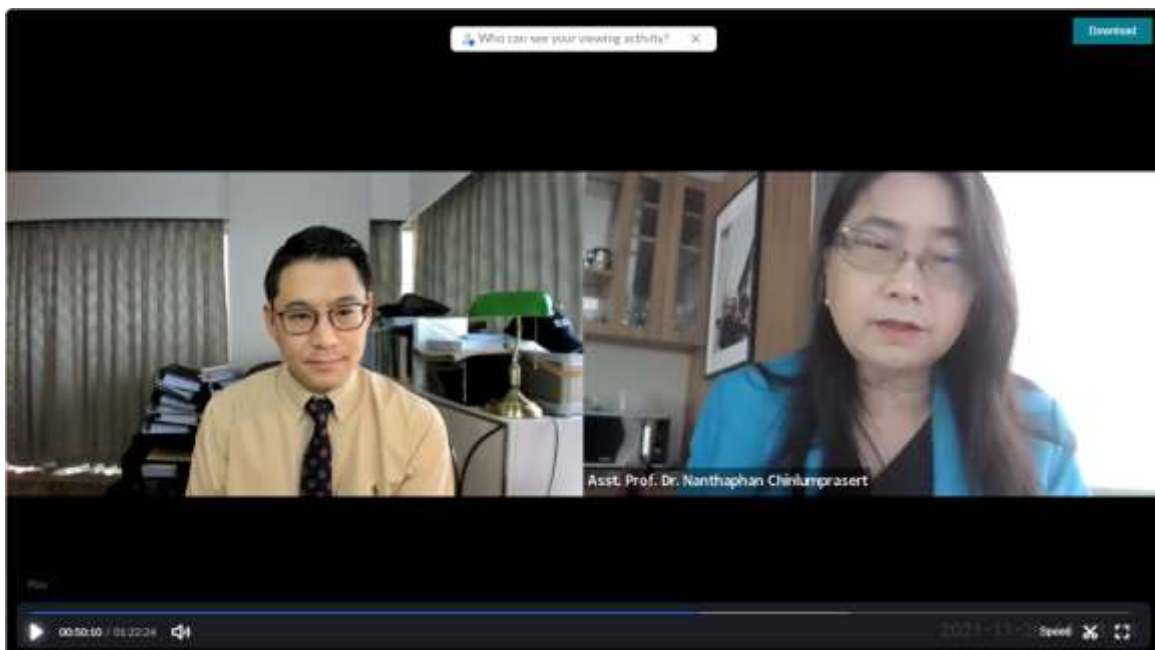 Who can see your viewing activity?
Download
Asst. Prof. Dr. Nanthaphan Chinlumprasert
Play
00:50:10 / 01:22:24
Speed